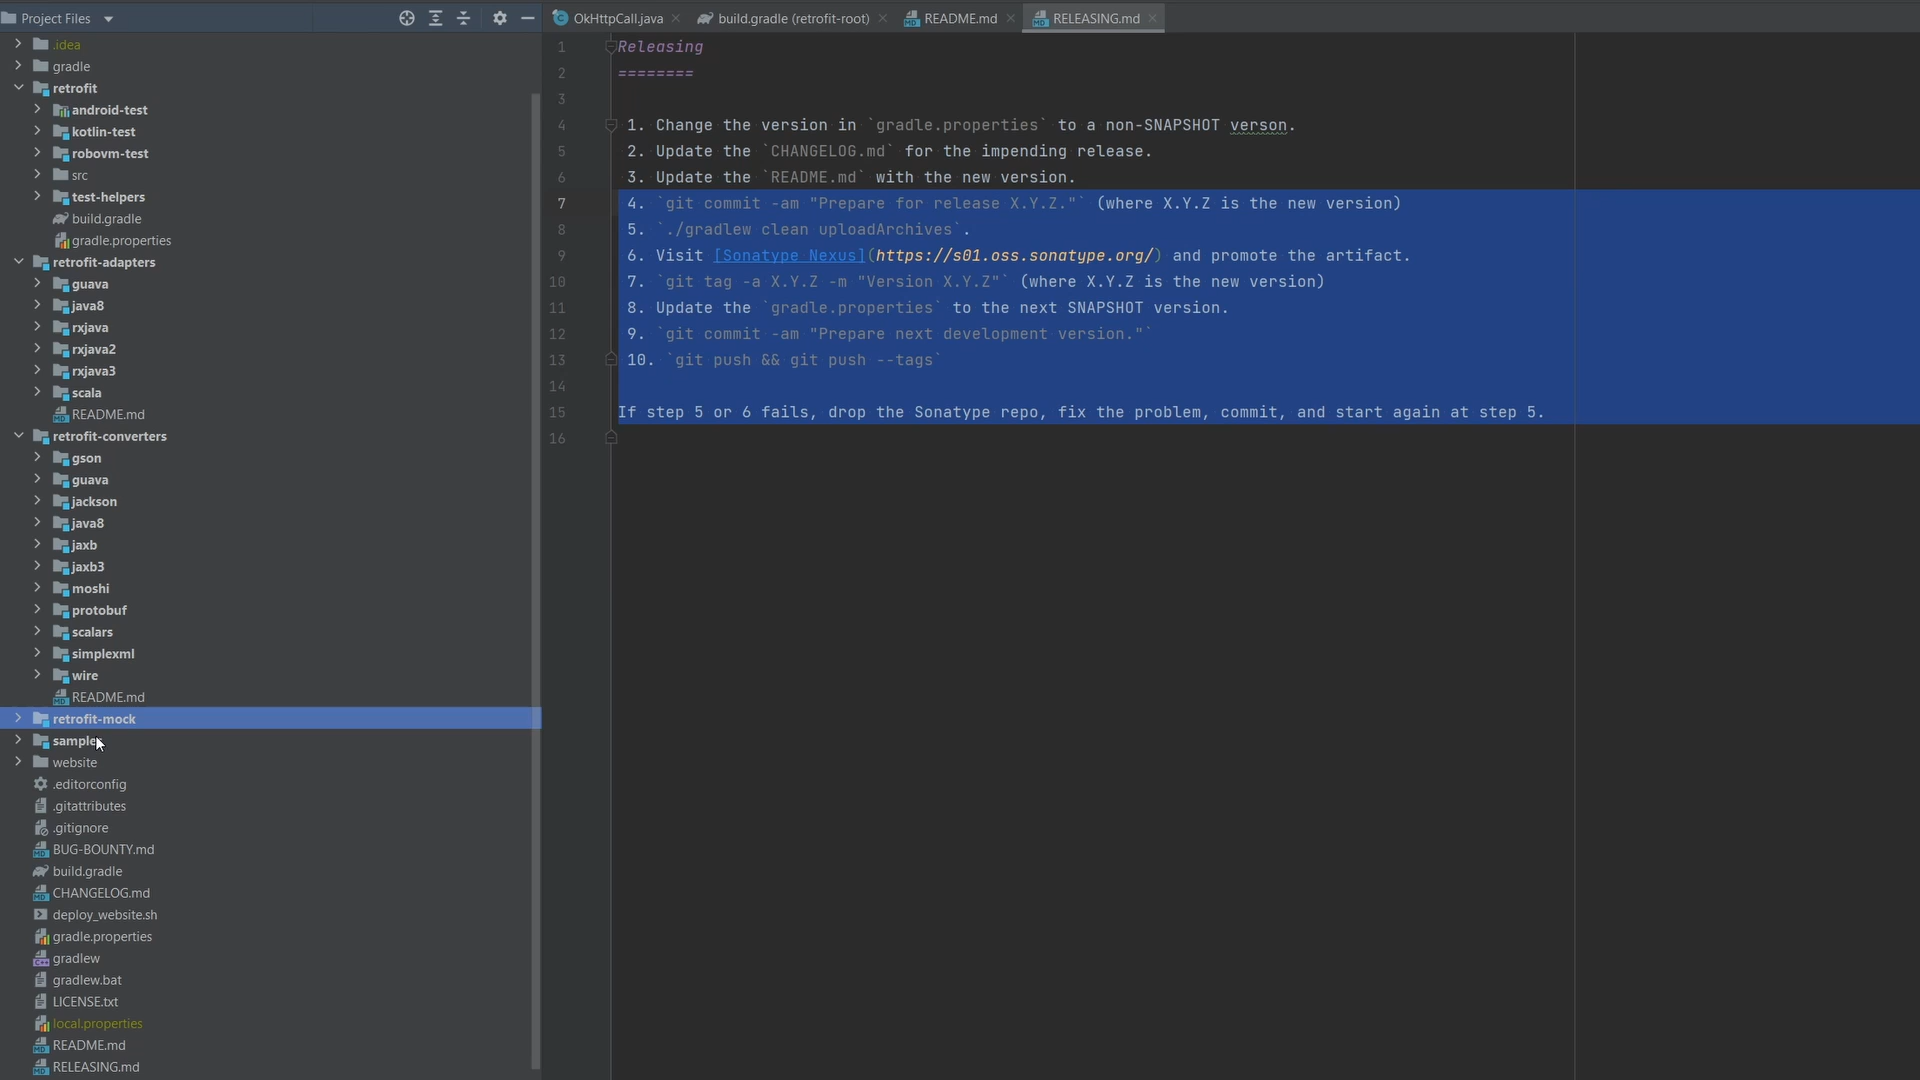 Project Files
.idea
gradle
retrofit
android-test
kotlin-test
robovm-test
src
test-helpers
build.gradle
gradle.properties
retrofit-adapters
guava
java8
rxjava
rxjava2
rxjava3
scala
README.md
retrofit-converters
gson
guava
jackson
java8
jaxb
jaxb3
moshi
protobuf
scalars
simplexml
wire
README.md
retrofit-mock
samples
website
.editorconfig
.gitattributes
.gitignore
BUG-BOUNTY.md
build.gradle
CHANGELOG.md
deploy_website.sh
gradle.properties
gradlew
gradlew.bat
LICENSE.txt
local.properties
README.md
RELEASING.md
OkHttpCall.java build.gradle (retrofit-root) README.md RELEASING.md
1 Releasing
2 ========
3
4 1. Change the version in `gradle.properties` to a non-SNAPSHOT verson.
5 2. Update the `CHANGELOG.md` for the impending release.
6 3. Update the `README.md` with the new version.
7 4. `git commit -am "Prepare for release X.Y.Z."` (where X.Y.Z is the new version)
8 5. `./gradlew clean uploadArchives`.
9 6. Visit [Sonatype Nexus](https://s01.oss.sonatype.org/) and promote the artifact.
10 7. `git tag -a X.Y.Z -m "Version X.Y.Z"` (where X.Y.Z is the new version)
11 8. Update the `gradle.properties` to the next SNAPSHOT version.
12 9. `git commit -am "Prepare next development version."`
13 10. `git push && git push --tags`
14
15 If step 5 or 6 fails, drop the Sonatype repo, fix the problem, commit, and start again at step 5.
16